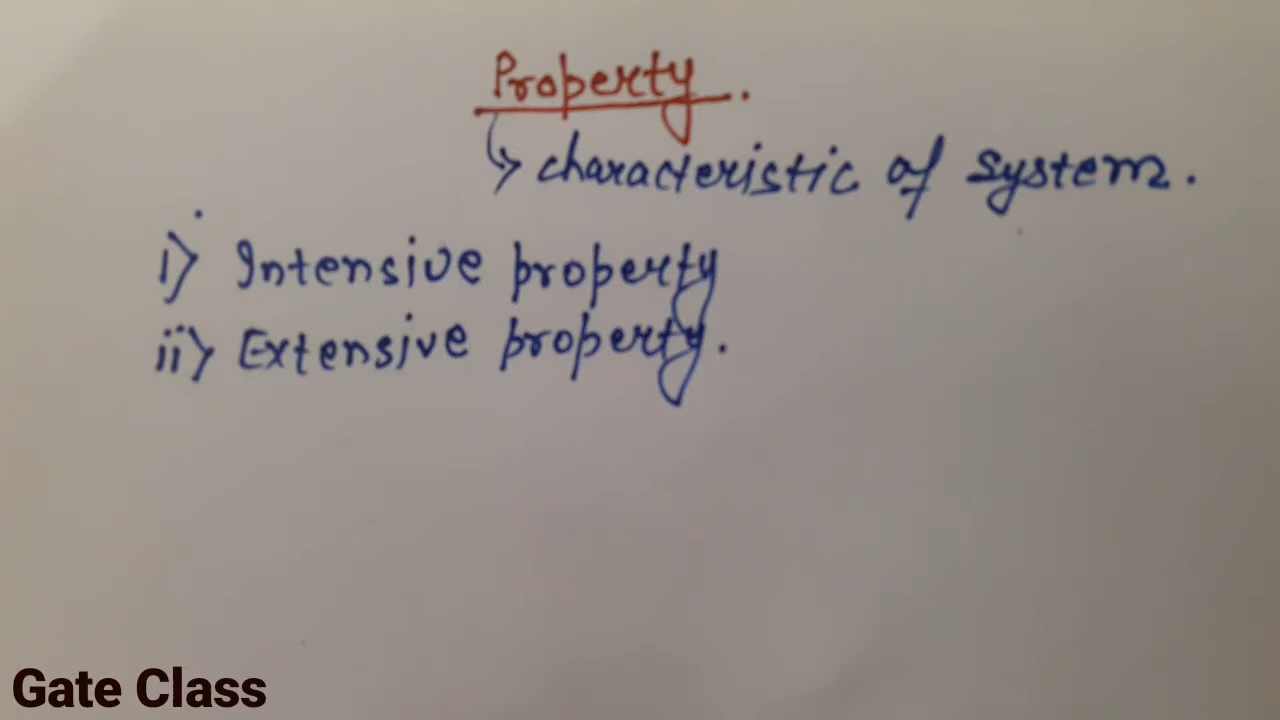 Property.
↳ characteristic of system.
i) Intensive property
ii) Extensive property.
Gate Class